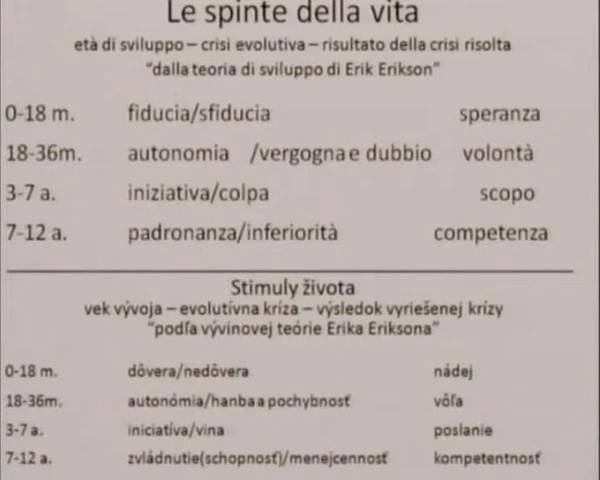 Le spinte della vita
età di sviluppo – crisi evolutiva – risultato della crisi risolta
"dalla teoria di sviluppo di Erik Erikson"
0-18 m. fiducia/sfiducia speranza
18-36m. autonomia /vergogna e dubbio volontà
3-7 a. iniziativa/colpa scopo
7-12 a. padronanza/inferiorità competenza
Stimuly života
vek vývoja – evolutívna kríza – výsledok vyriešenej krízy
"podľa vývinovej teórie Erika Eriksona"
0-18 m. dôvera/nedôvera nádej
18-36m. autonómia/hanba a pochybnosť vôľa
3-7 a. iniciatíva/vina poslanie
7-12 a. zvládnutie(schopnosť)/menejcennosť kompetentnosť